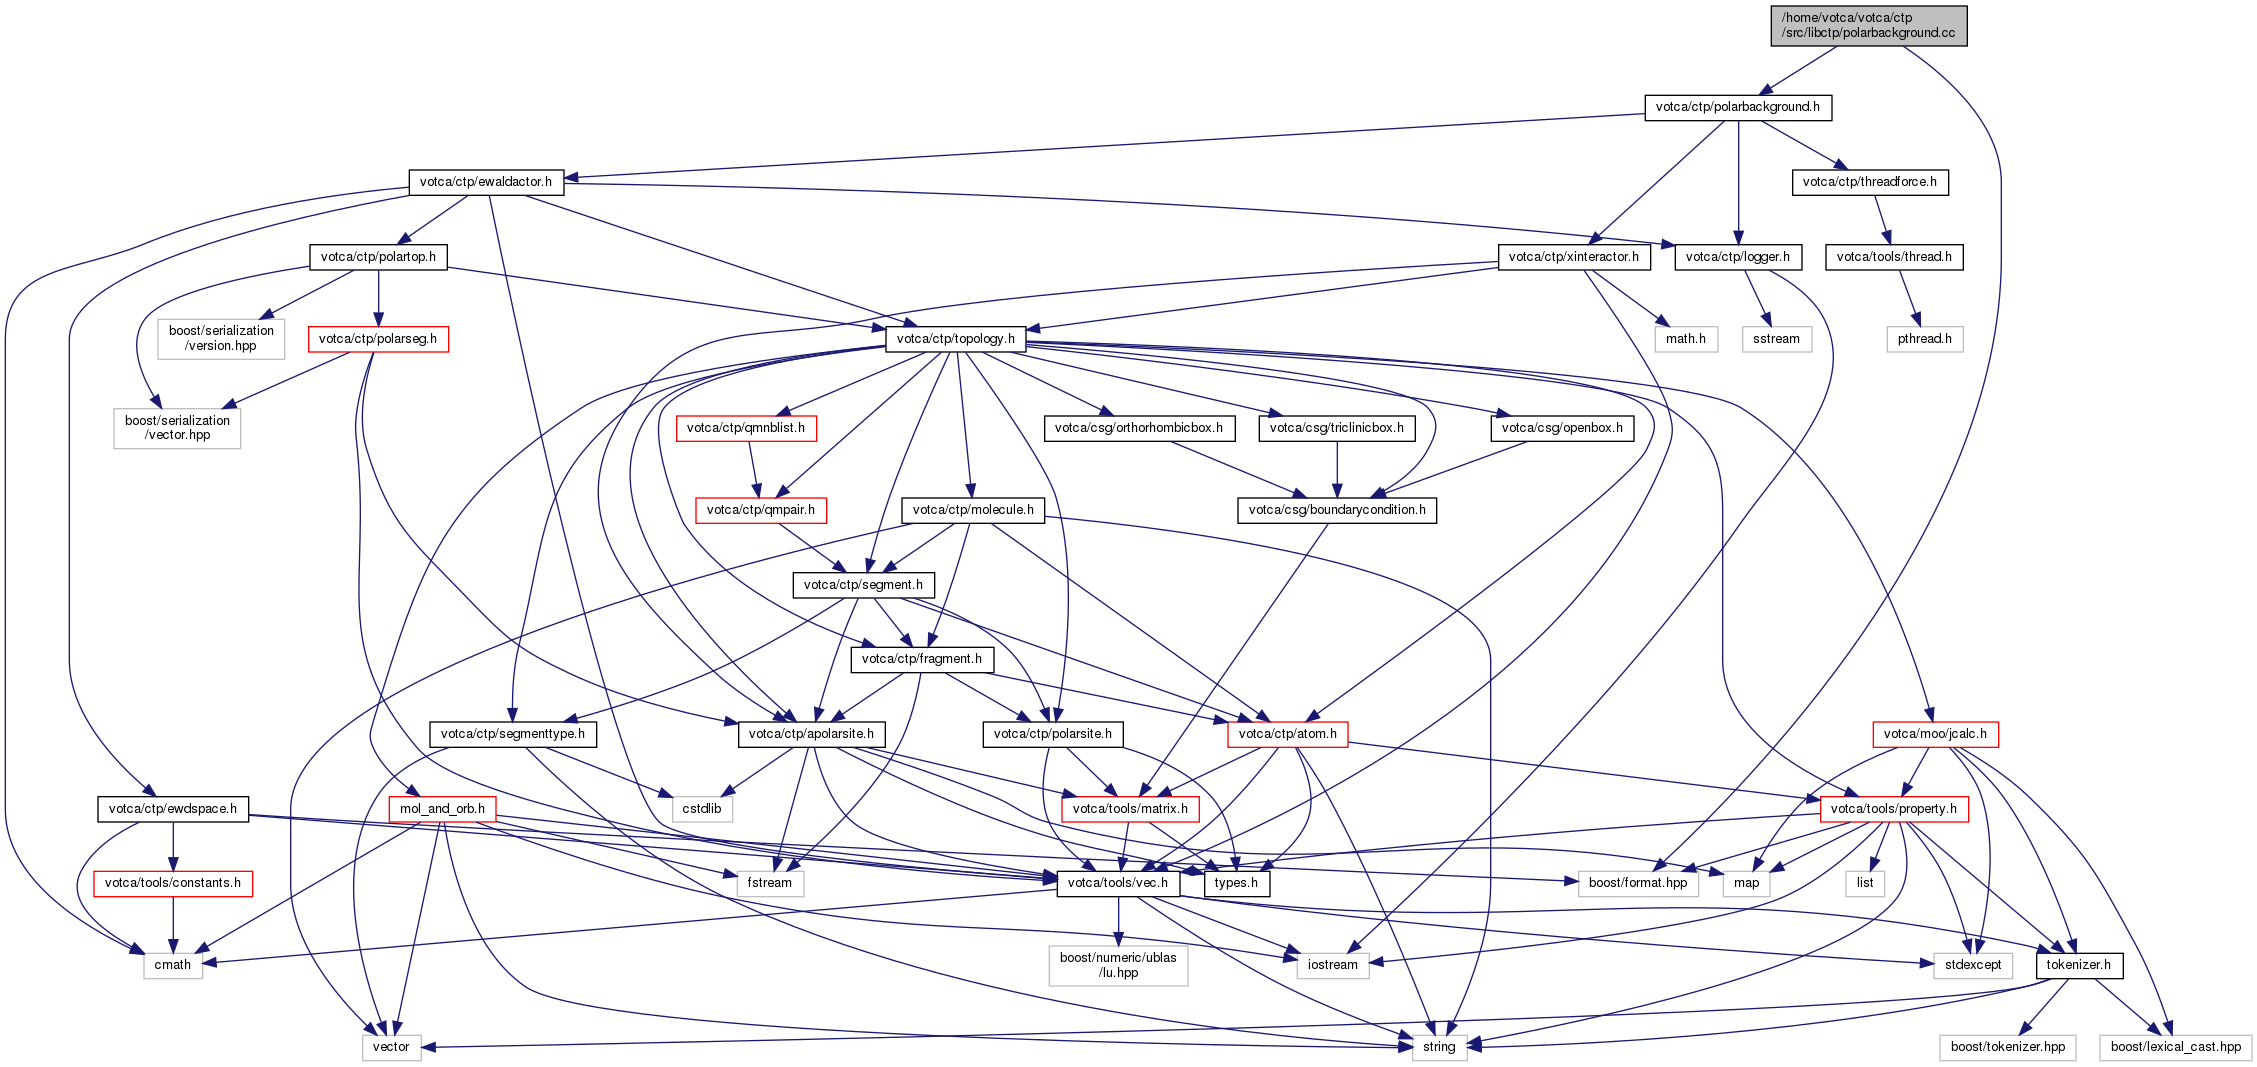 /home/votca/votca/ctp
/src/libctp/polarbackground.cc
votca/ctp/polarbackground.h
votca/ctp/ewaldactor.h
votca/ctp/threadforce.h
votca/ctp/polartop.h
votca/ctp/xinteractor.h
votca/ctp/logger.h
votca/tools/thread.h
boost/serialization
/version.hpp
votca/ctp/polarseg.h
votca/ctp/topology.h
math.h
sstream
pthread.h
boost/serialization
/vector.hpp
votca/ctp/qmnblist.h
votca/csg/orthorhombicbox.h
votca/csg/triclinicbox.h
votca/csg/openbox.h
votca/ctp/qmpair.h
votca/ctp/molecule.h
votca/csg/boundarycondition.h
votca/ctp/segment.h
votca/ctp/fragment.h
votca/ctp/segmenttype.h
votca/ctp/apolarsite.h
votca/ctp/polarsite.h
votca/ctp/atom.h
votca/moo/jcalc.h
votca/ctp/ewdspace.h
mol_and_orb.h
cstdlib
votca/tools/matrix.h
votca/tools/property.h
votca/tools/constants.h
fstream
votca/tools/vec.h
types.h
boost/format.hpp
map
list
cmath
boost/numeric/ublas
/lu.hpp
iostream
stdexcept
tokenizer.h
vector
string
boost/tokenizer.hpp
boost/lexical_cast.hpp